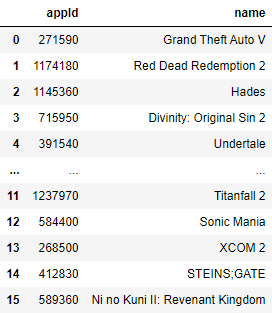 appId name
0 271590 Grand Theft Auto V
1 1174180 Red Dead Redemption 2
2 1145360 Hades
3 715950 Divinity: Original Sin 2
4 391540 Undertale
... ... ...
11 1237970 Titanfall 2
12 584400 Sonic Mania
13 268500 XCOM 2
14 412830 STEINS;GATE
15 589360 Ni no Kuni II: Revenant Kingdom